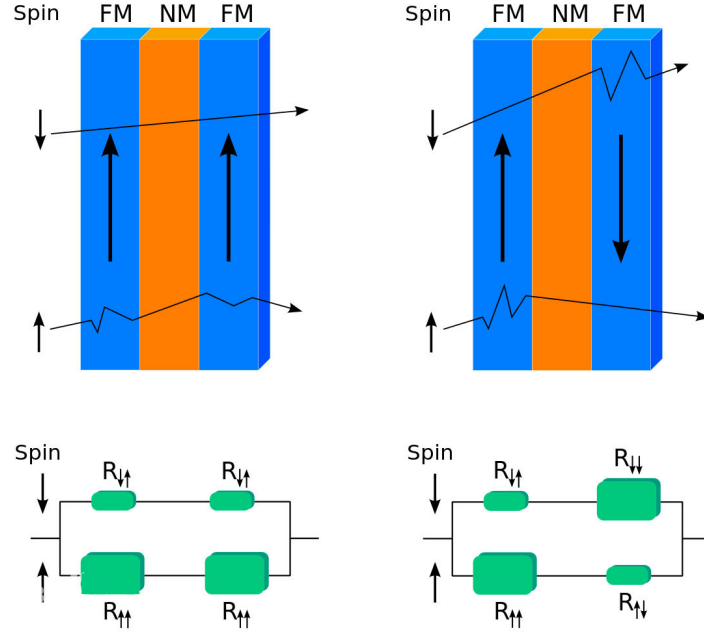 Spin FM NM FM
Spin FM NM FM
Spin
R↓↑ R↓↑
R↑↑ R↑↑
Spin
R↓↑ R↓↓
R↑↑ R↑↓